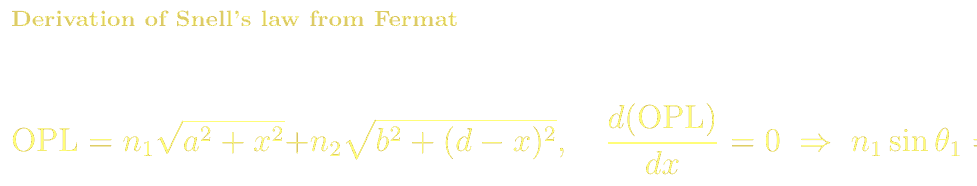 Derivation of Snell's law from Fermat
OPL = n₁√(a² + x²) + n₂√(b² + (d − x)²), d(OPL)/dx = 0 ⇒ n₁ sin θ₁